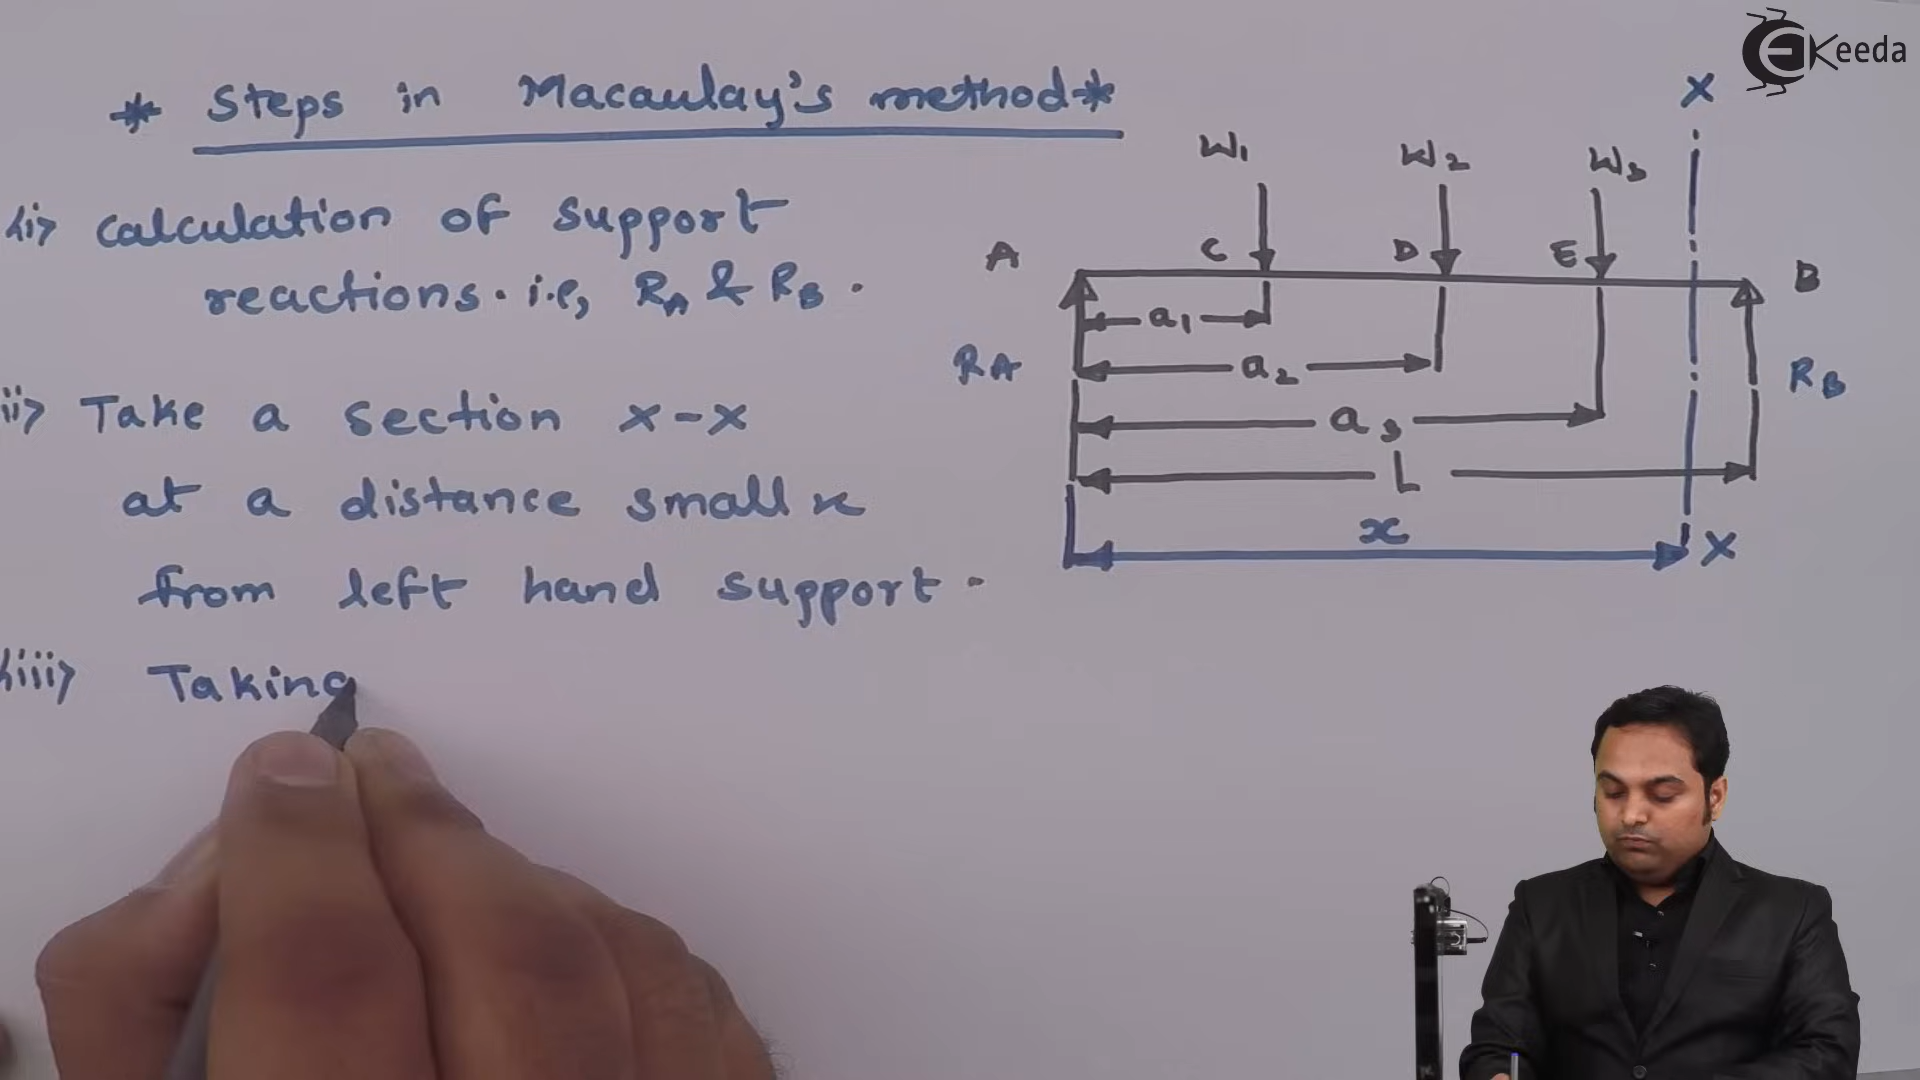 * Steps in Macaulay's method *
(i) Calculation of support
reactions. i.e, RA & RB.
ii) Take a section x-x
at a distance small x
from left hand support.
(iii) Taking
Keeda
X
W1 W2 W3
A C D E B
a1
RA a2 RB
a3
L
x X